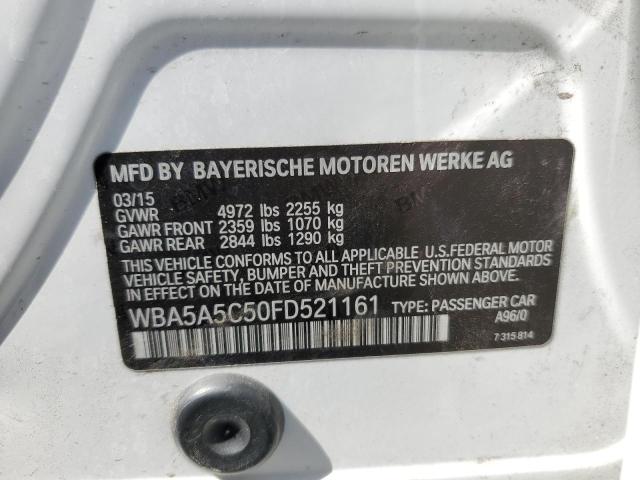 MFD BY BAYERISCHE MOTOREN WERKE AG
03/15
GVWR 4972 lbs 2255 kg
GAWR FRONT 2359 lbs 1070 kg
GAWR REAR 2844 lbs 1290 kg
THIS VEHICLE CONFORMS TO ALL APPLICABLE U.S.FEDERAL MOTOR
VEHICLE SAFETY, BUMPER AND THEFT PREVENTION STANDARDS
IN EFFECT ON THE DATE OF MANUFACTURE SHOWN ABOVE.
WBA5A5C50FD521161 TYPE: PASSENGER CAR
A96/0
7 315 814